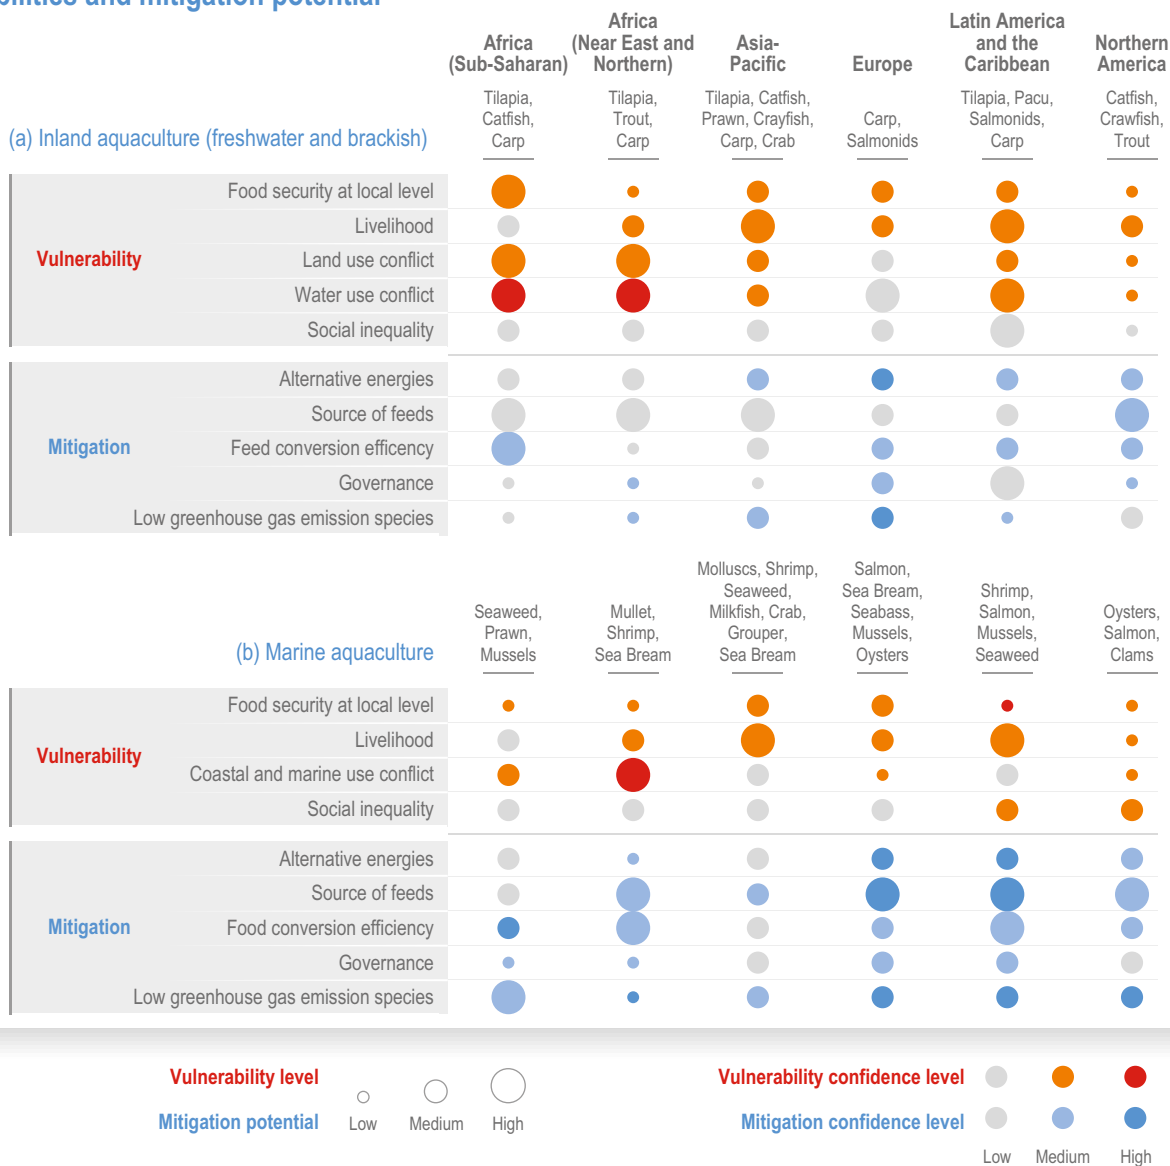 and mitigation potential
Africa
(Sub-Saharan)
Africa
(Near East and
Northern)
Asia-
Pacific
Europe
Latin America
and the
Caribbean
Northern
America
(a) Inland aquaculture (freshwater and brackish)
Tilapia,
Catfish,
Carp
Tilapia,
Trout,
Carp
Tilapia, Catfish,
Prawn, Crayfish,
Carp, Crab
Carp,
Salmonids
Tilapia, Pacu,
Salmonids,
Carp
Catfish,
Crawfish,
Trout
Vulnerability
Food security at local level
Livelihood
Land use conflict
Water use conflict
Social inequality
Mitigation
Alternative energies
Source of feeds
Feed conversion efficency
Governance
Low greenhouse gas emission species
(b) Marine aquaculture
Seaweed,
Prawn,
Mussels
Mullet,
Shrimp,
Sea Bream
Molluscs, Shrimp,
Seaweed,
Milkfish, Crab,
Grouper,
Sea Bream
Salmon,
Sea Bream,
Seabass,
Mussels,
Oysters
Shrimp,
Salmon,
Mussels,
Seaweed
Oysters,
Salmon,
Clams
Vulnerability
Food security at local level
Livelihood
Coastal and marine use conflict
Social inequality
Mitigation
Alternative energies
Source of feeds
Food conversion efficiency
Governance
Low greenhouse gas emission species
Vulnerability level
Mitigation potential
Low Medium High
Vulnerability confidence level
Mitigation confidence level
Low Medium High